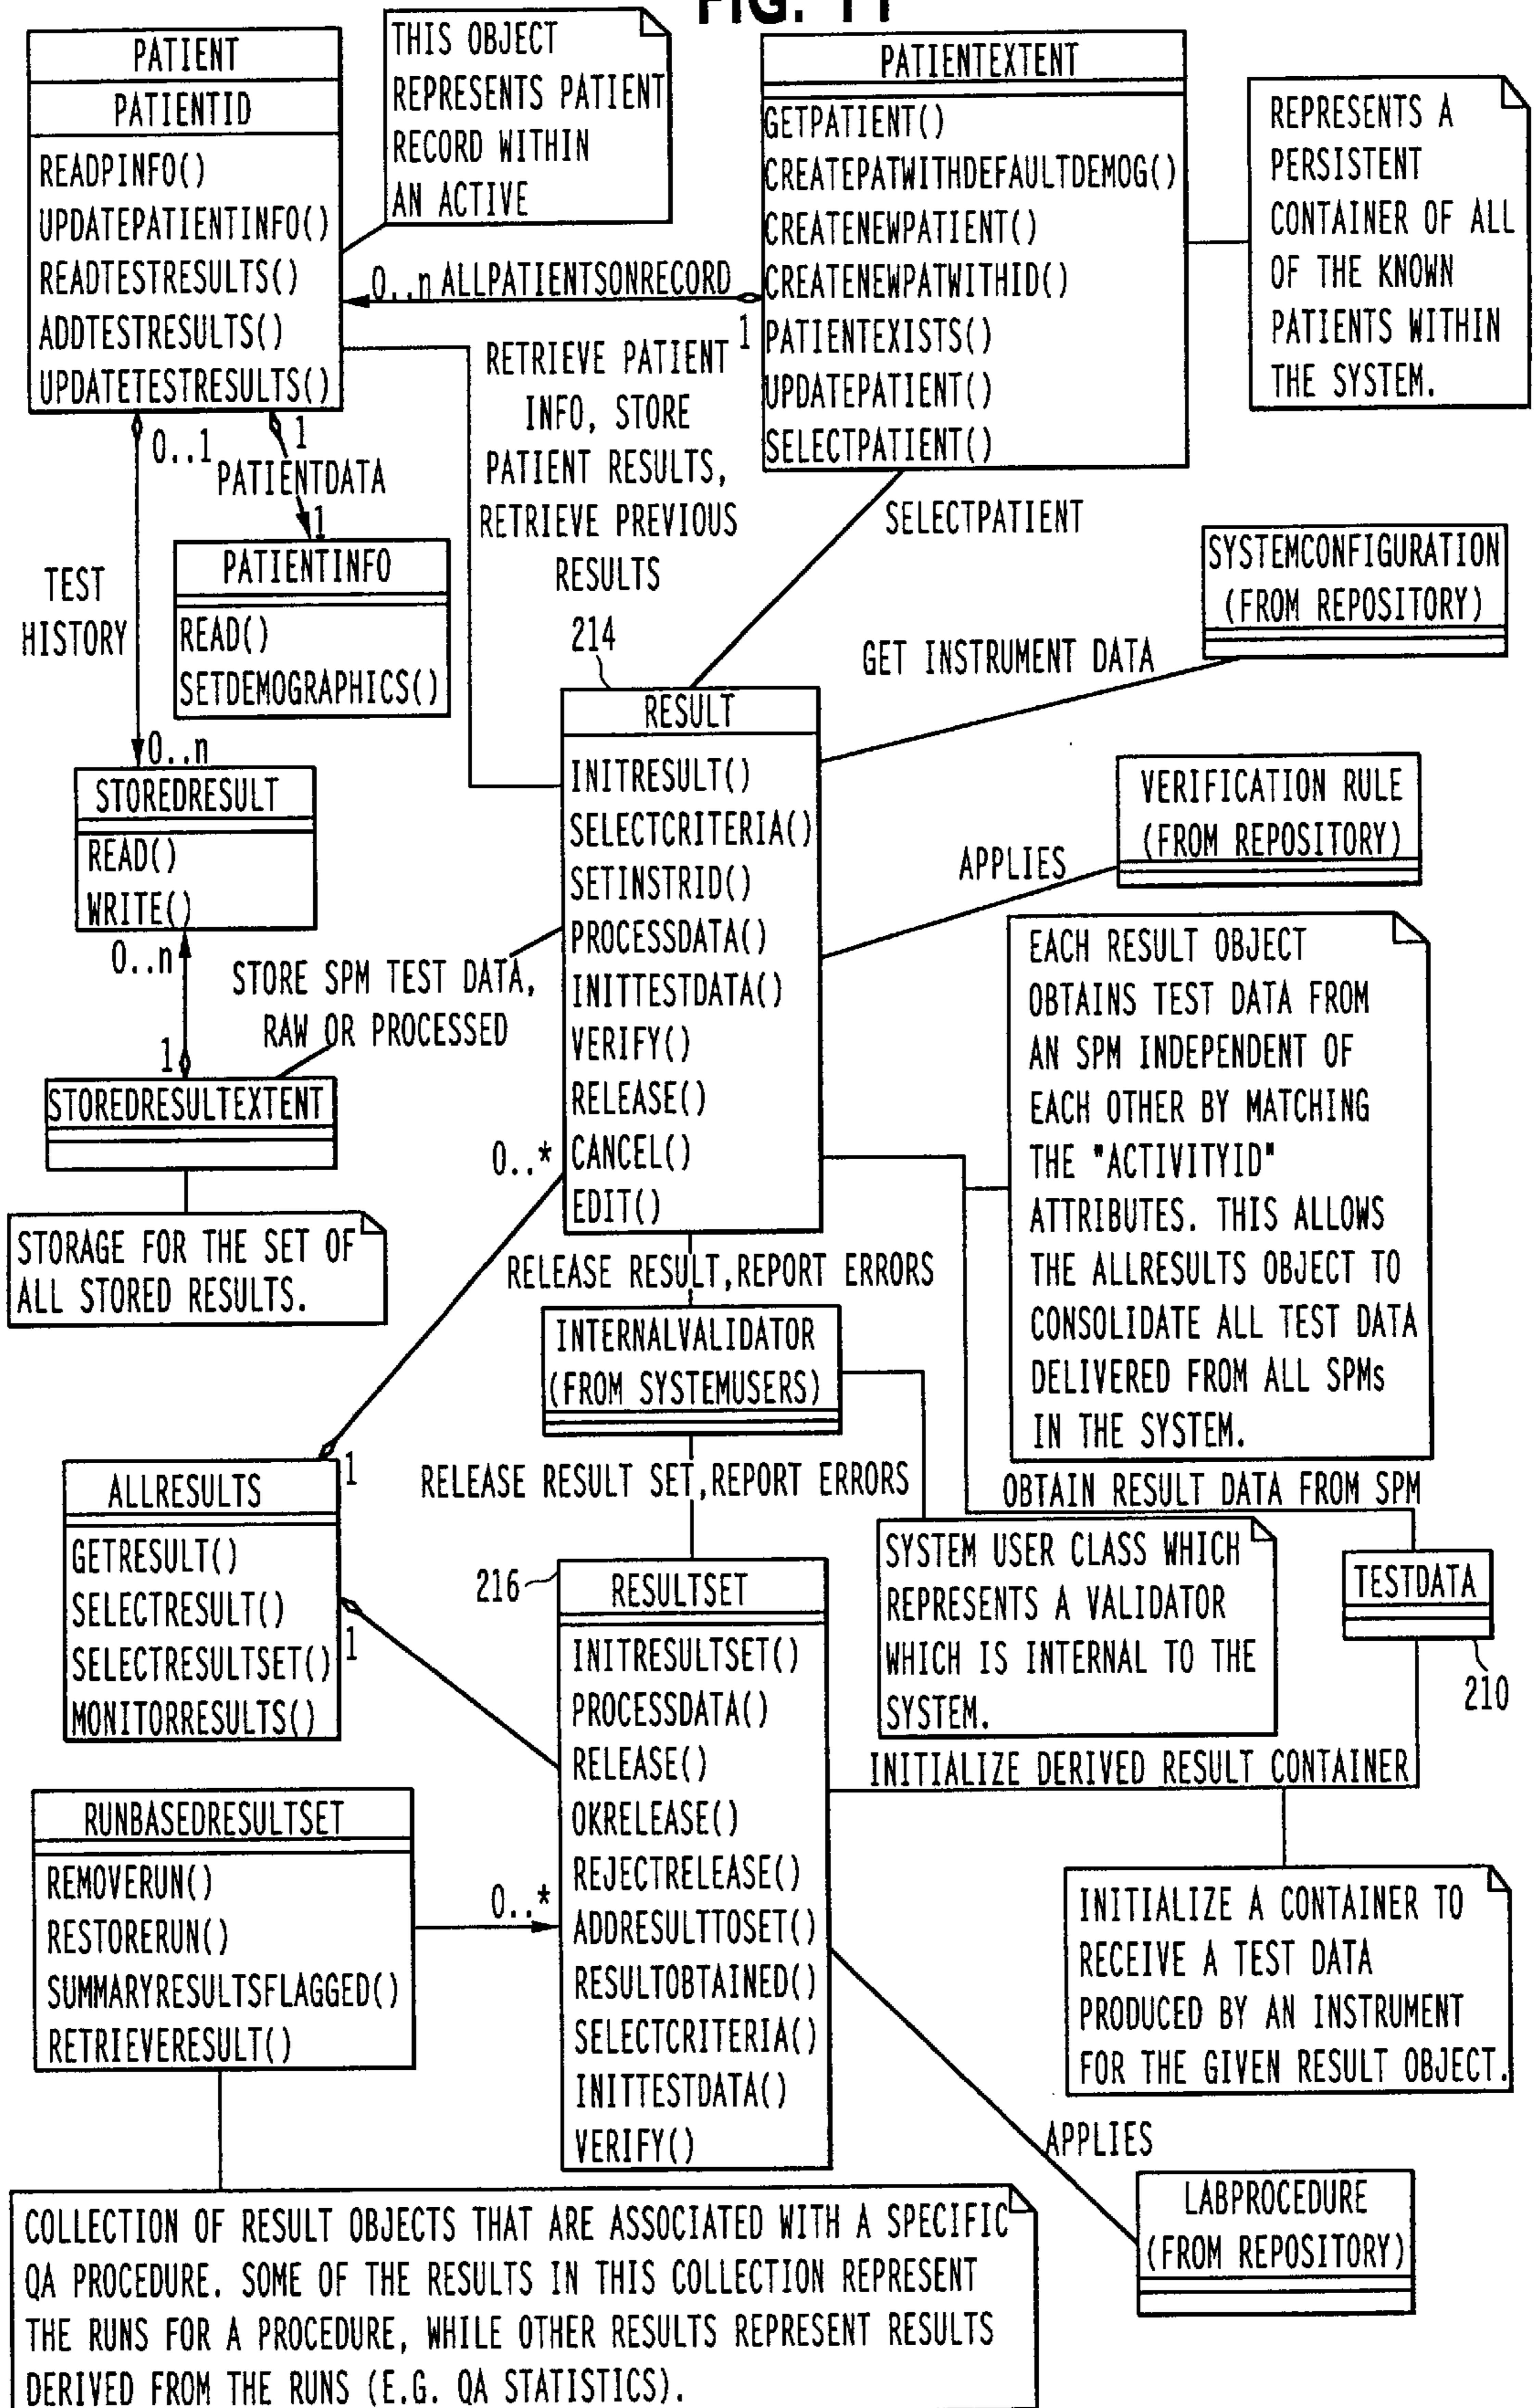 FIG. 11
PATIENT
PATIENTID
READPINFO()
UPDATEPATIENTINFO()
READTESTRESULTS()
ADDTESTRESULTS()
UPDATETESTRESULTS()
THIS OBJECT
REPRESENTS PATIENT
RECORD WITHIN
AN ACTIVE
PATIENTEXTENT
GETPATIENT()
CREATEPATWITHDEFAULTDEMOG()
CREATENEWPATIENT()
CREATENEWPATWITHID()
PATIENTEXISTS()
UPDATEPATIENT()
SELECTPATIENT()
REPRESENTS A
PERSISTENT
CONTAINER OF ALL
OF THE KNOWN
PATIENTS WITHIN
THE SYSTEM.
0..n ALLPATIENTSONRECORD
1
RETRIEVE PATIENT
INFO, STORE
PATIENT RESULTS,
RETRIEVE PREVIOUS
RESULTS
0..1
1
PATIENTDATA
1
TEST
HISTORY
PATIENTINFO
READ()
SETDEMOGRAPHICS()
SELECTPATIENT
SYSTEMCONFIGURATION
(FROM REPOSITORY)
GET INSTRUMENT DATA
214
RESULT
INITRESULT()
SELECTCRITERIA()
SETINSTRID()
PROCESSDATA()
INITTESTDATA()
VERIFY()
RELEASE()
CANCEL()
EDIT()
0..n
STOREDRESULT
READ()
WRITE()
0..n
STORE SPM TEST DATA,
RAW OR PROCESSED
1
STOREDRESULTEXTENT
STORAGE FOR THE SET OF
ALL STORED RESULTS.
VERIFICATION RULE
(FROM REPOSITORY)
APPLIES
EACH RESULT OBJECT
OBTAINS TEST DATA FROM
AN SPM INDEPENDENT OF
EACH OTHER BY MATCHING
THE "ACTIVITYID"
ATTRIBUTES. THIS ALLOWS
THE ALLRESULTS OBJECT TO
CONSOLIDATE ALL TEST DATA
DELIVERED FROM ALL SPMs
IN THE SYSTEM.
0..*
RELEASE RESULT,REPORT ERRORS
INTERNALVALIDATOR
(FROM SYSTEMUSERS)
RELEASE RESULT SET,REPORT ERRORS
OBTAIN RESULT DATA FROM SPM
1
ALLRESULTS
GETRESULT()
SELECTRESULT()
SELECTRESULTSET()
MONITORRESULTS()
1
216
RESULTSET
INITRESULTSET()
PROCESSDATA()
RELEASE()
OKRELEASE()
REJECTRELEASE()
ADDRESULTTOSET()
RESULTOBTAINED()
SELECTCRITERIA()
INITTESTDATA()
VERIFY()
SYSTEM USER CLASS WHICH
REPRESENTS A VALIDATOR
WHICH IS INTERNAL TO THE
SYSTEM.
TESTDATA
210
INITIALIZE DERIVED RESULT CONTAINER
RUNBASEDRESULTSET
REMOVERUN()
RESTORERUN()
SUMMARYRESULTSFLAGGED()
RETRIEVERESULT()
0..*
INITIALIZE A CONTAINER TO
RECEIVE A TEST DATA
PRODUCED BY AN INSTRUMENT
FOR THE GIVEN RESULT OBJECT.
APPLIES
LABPROCEDURE
(FROM REPOSITORY)
COLLECTION OF RESULT OBJECTS THAT ARE ASSOCIATED WITH A SPECIFIC
QA PROCEDURE. SOME OF THE RESULTS IN THIS COLLECTION REPRESENT
THE RUNS FOR A PROCEDURE, WHILE OTHER RESULTS REPRESENT RESULTS
DERIVED FROM THE RUNS (E.G. QA STATISTICS).